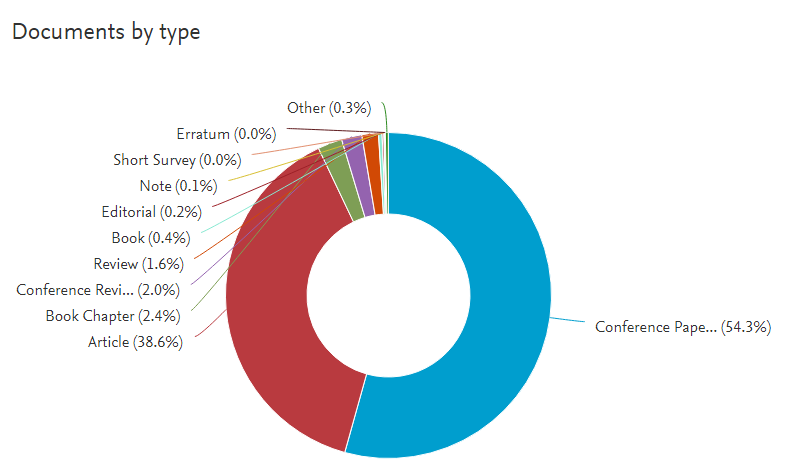 Documents by type
Other (0.3%)
Erratum (0.0%)
Short Survey (0.0%)
Note (0.1%)
Editorial (0.2%)
Book (0.4%)
Review (1.6%)
Conference Revi... (2.0%)
Book Chapter (2.4%)
Article (38.6%)
Conference Pape... (54.3%)